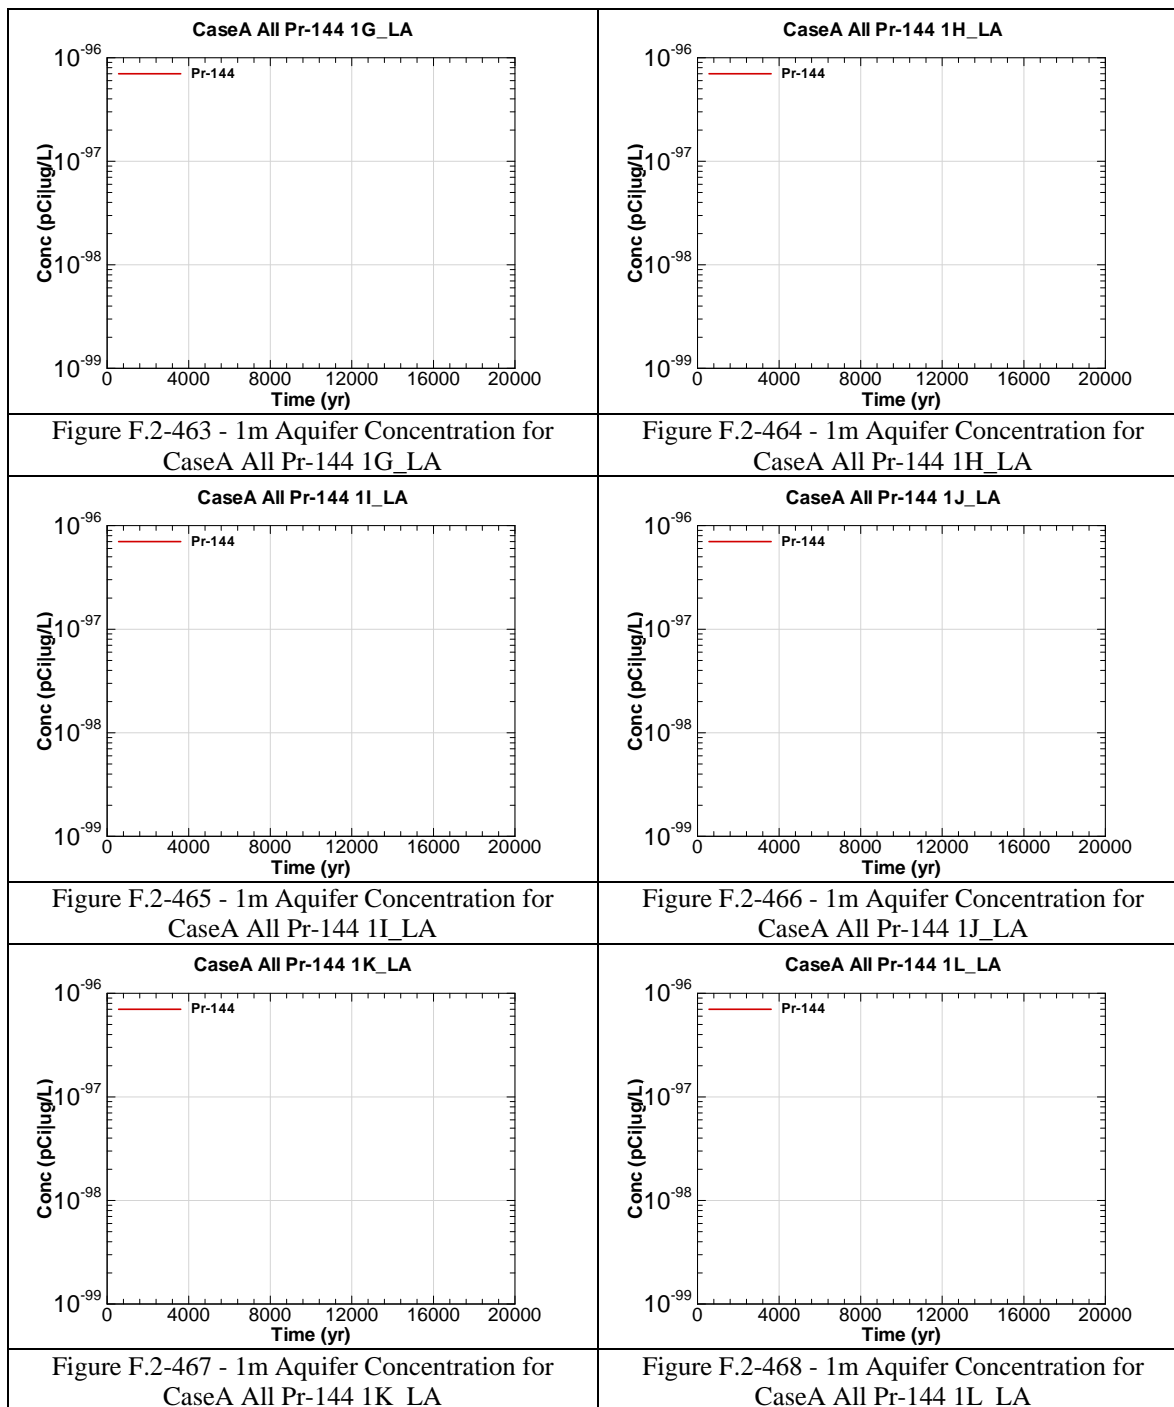 CaseA All Pr-144 1G_LA
Pr-144
Conc (pCi|ug/L)
10-96
10-97
10-98
10-99
0 4000 8000 12000 16000 20000
Time (yr)
Figure F.2-463 - 1m Aquifer Concentration for
CaseA All Pr-144 1G_LA
CaseA All Pr-144 1H_LA
Pr-144
Conc (pCi|ug/L)
10-96
10-97
10-98
10-99
0 4000 8000 12000 16000 20000
Time (yr)
Figure F.2-464 - 1m Aquifer Concentration for
CaseA All Pr-144 1H_LA
CaseA All Pr-144 1I_LA
Pr-144
Conc (pCi|ug/L)
10-96
10-97
10-98
10-99
0 4000 8000 12000 16000 20000
Time (yr)
Figure F.2-465 - 1m Aquifer Concentration for
CaseA All Pr-144 1I_LA
CaseA All Pr-144 1J_LA
Pr-144
Conc (pCi|ug/L)
10-96
10-97
10-98
10-99
0 4000 8000 12000 16000 20000
Time (yr)
Figure F.2-466 - 1m Aquifer Concentration for
CaseA All Pr-144 1J_LA
CaseA All Pr-144 1K_LA
Pr-144
Conc (pCi|ug/L)
10-96
10-97
10-98
10-99
0 4000 8000 12000 16000 20000
Time (yr)
Figure F.2-467 - 1m Aquifer Concentration for
CaseA All Pr-144 1K_LA
CaseA All Pr-144 1L_LA
Pr-144
Conc (pCi|ug/L)
10-96
10-97
10-98
10-99
0 4000 8000 12000 16000 20000
Time (yr)
Figure F.2-468 - 1m Aquifer Concentration for
CaseA All Pr-144 1L_LA